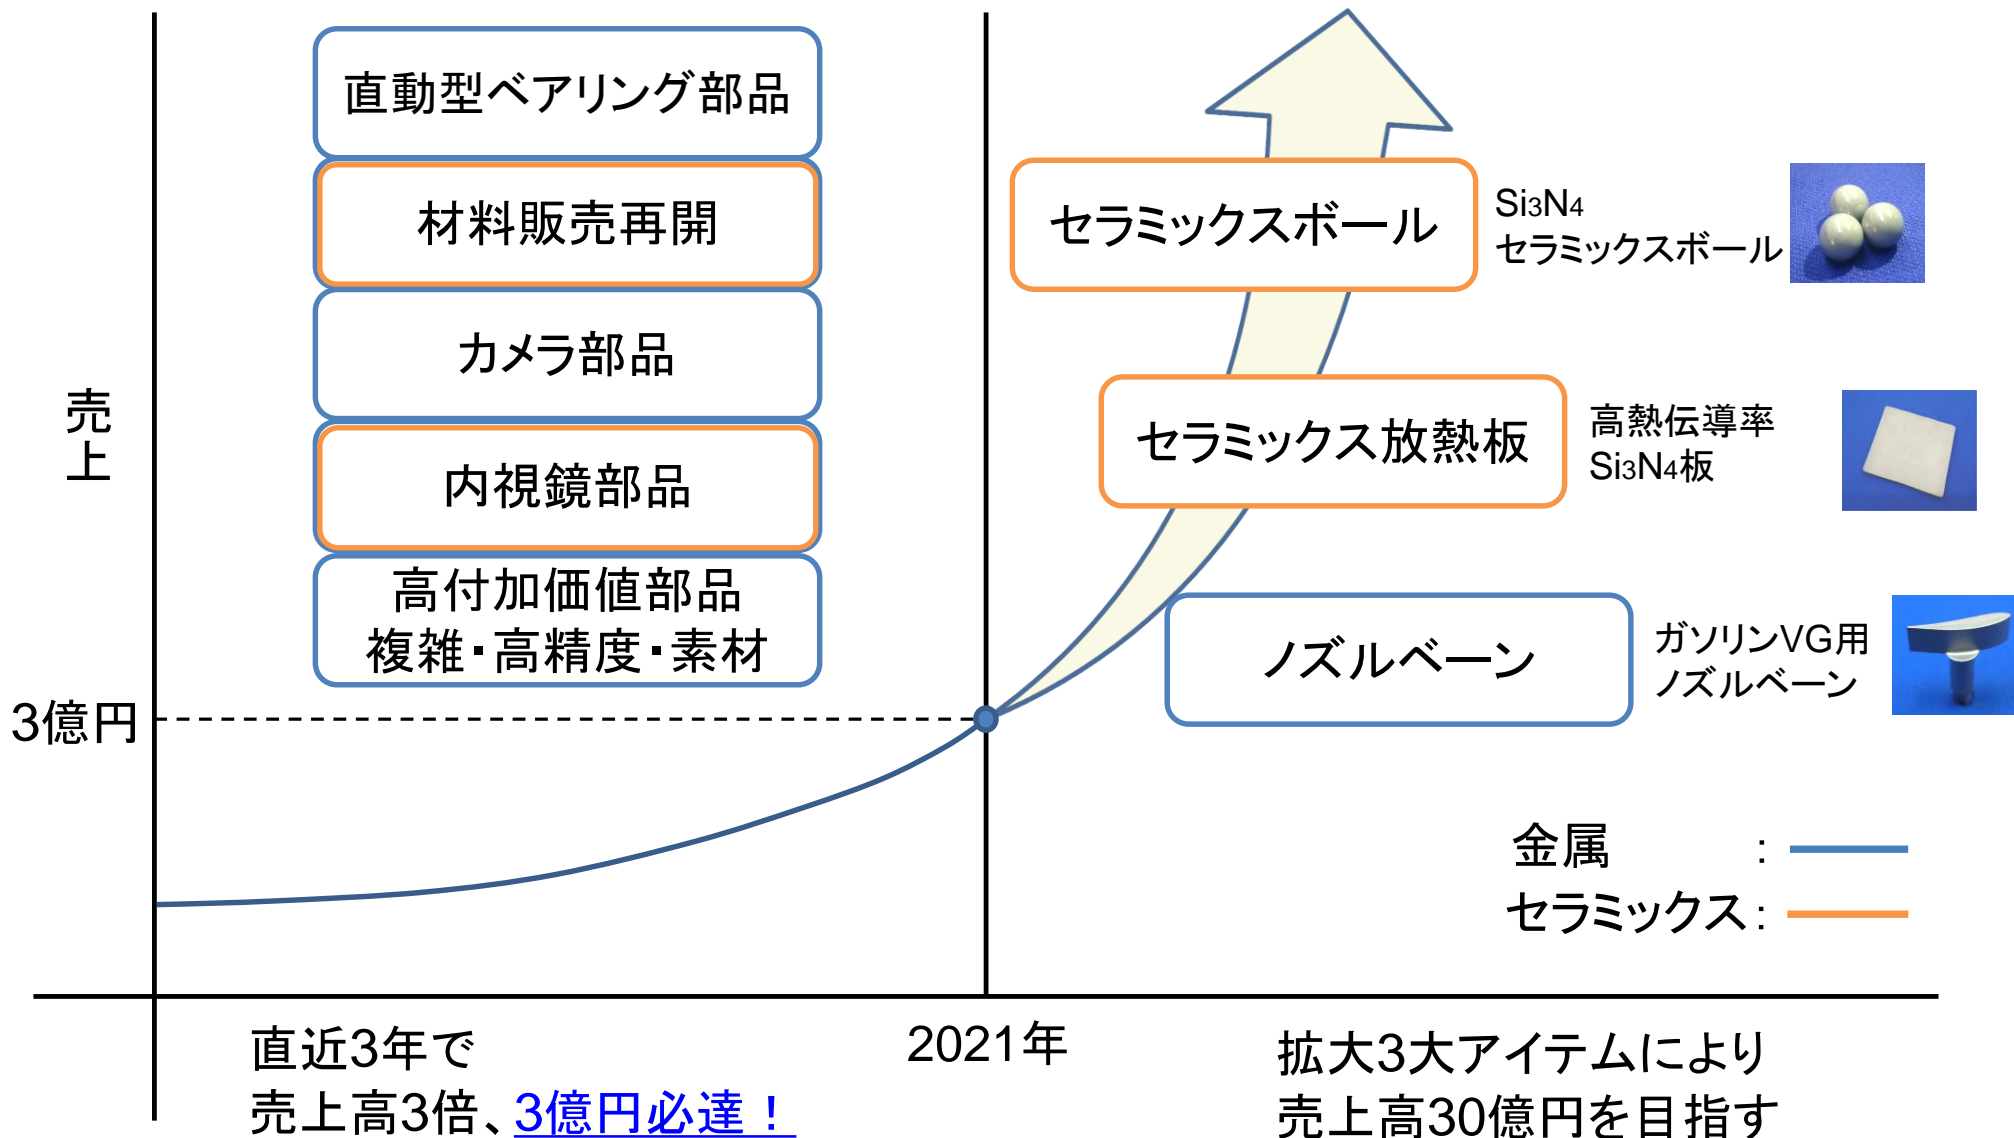 直動型ベアリング部品
材料販売再開
カメラ部品
内視鏡部品
高付加価値部品
複雑・高精度・素材
売上
3億円
セラミックスボール
Si3N4
セラミックスボール
セラミックス放熱板
高熱伝導率
Si3N4板
ノズルベーン
ガソリンVG用
ノズルベーン
金属 :
セラミックス:
直近3年で
売上高3倍、3億円必達！
2021年
拡大3大アイテムにより
売上高30億円を目指す